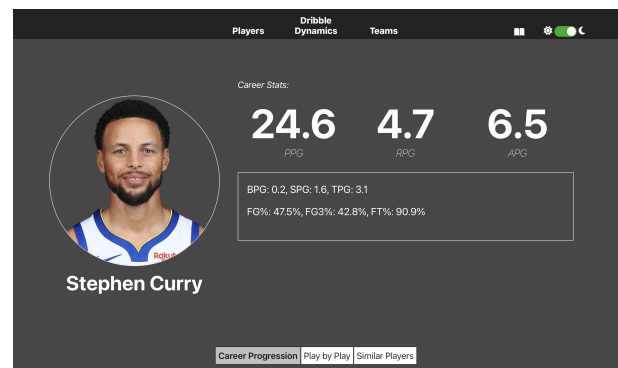 Players
Dribble
Dynamics
Teams
Career Stats:
24.6
4.7
6.5
PPG
RPG
APG
BPG: 0.2, SPG: 1.6, TPG: 3.1
FG%: 47.5%, FG3%: 42.8%, FT%: 90.9%
Rakut
Stephen Curry
Career Progression
Play by Play
Similar Players